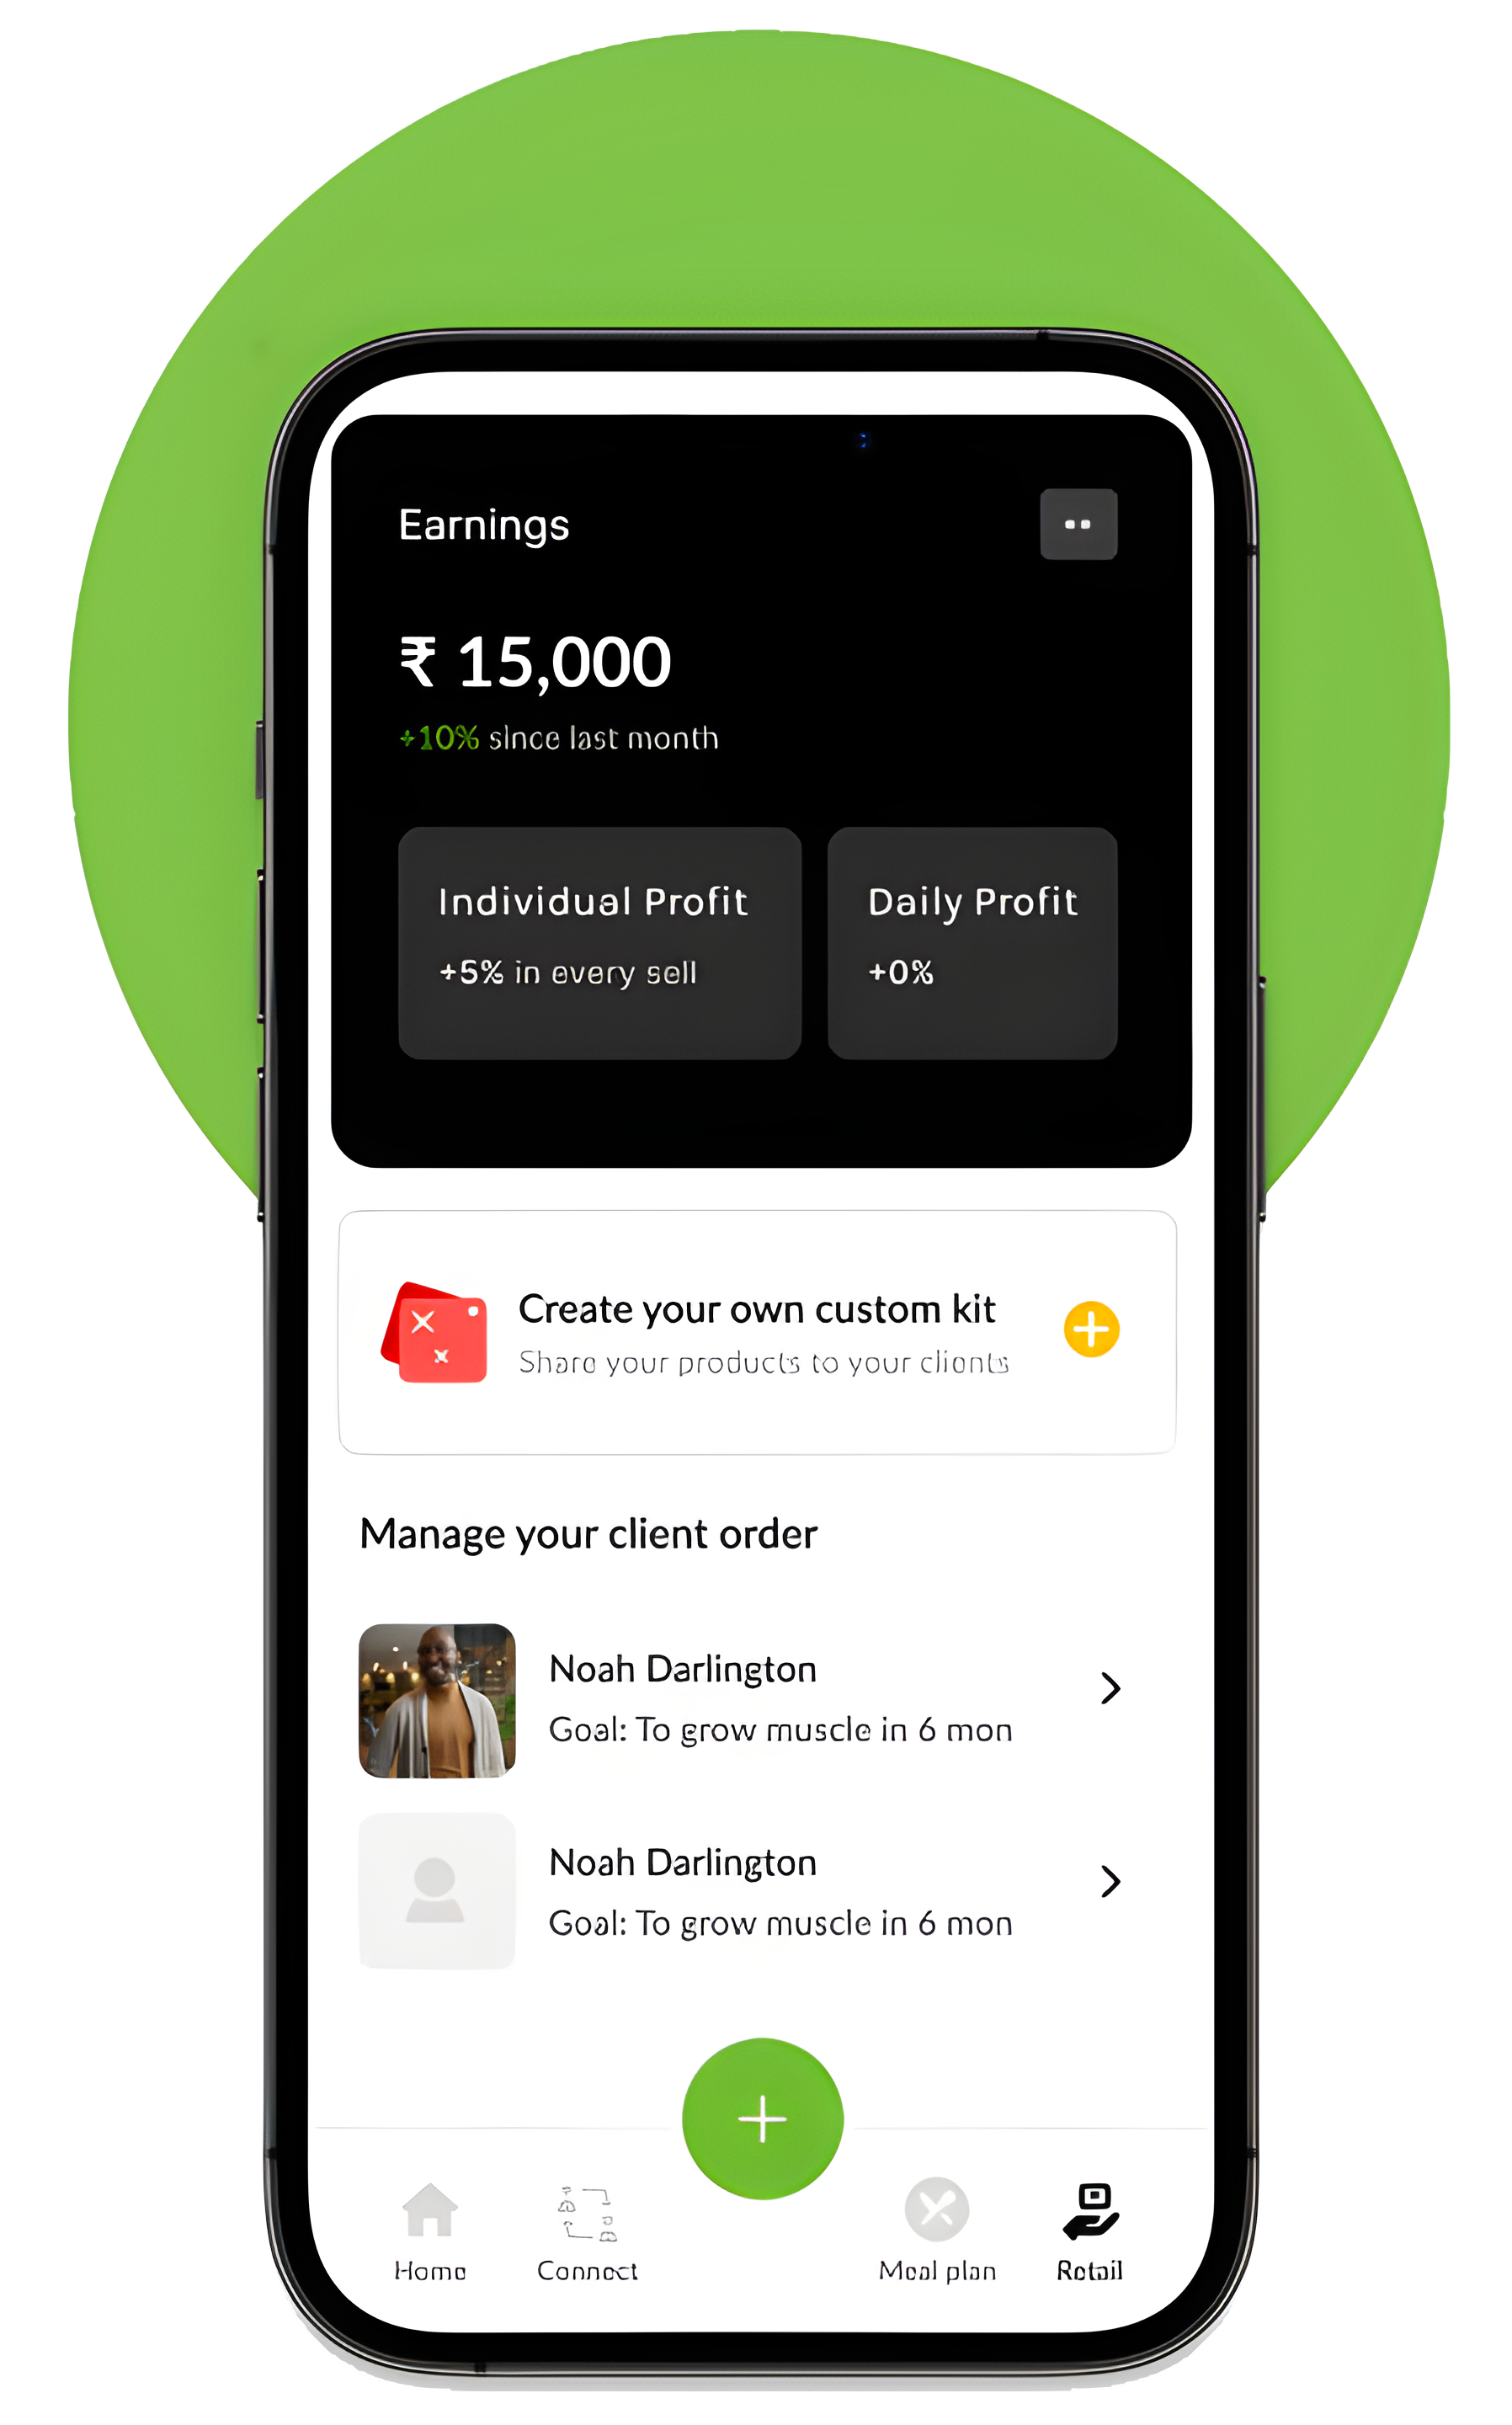 Earnings
₹ 15,000
+10% since last month
Individual Profit
Daily Profit
+5% in every sell
+0%
Create your own custom kit
Share your products to your clients
Manage your client order
Noah Darlington
Goal: To grow muscle in 6 mon
Noah Darlington
Goal: To grow muscle in 6 mon
Home
Connect
Meal plan
Retail